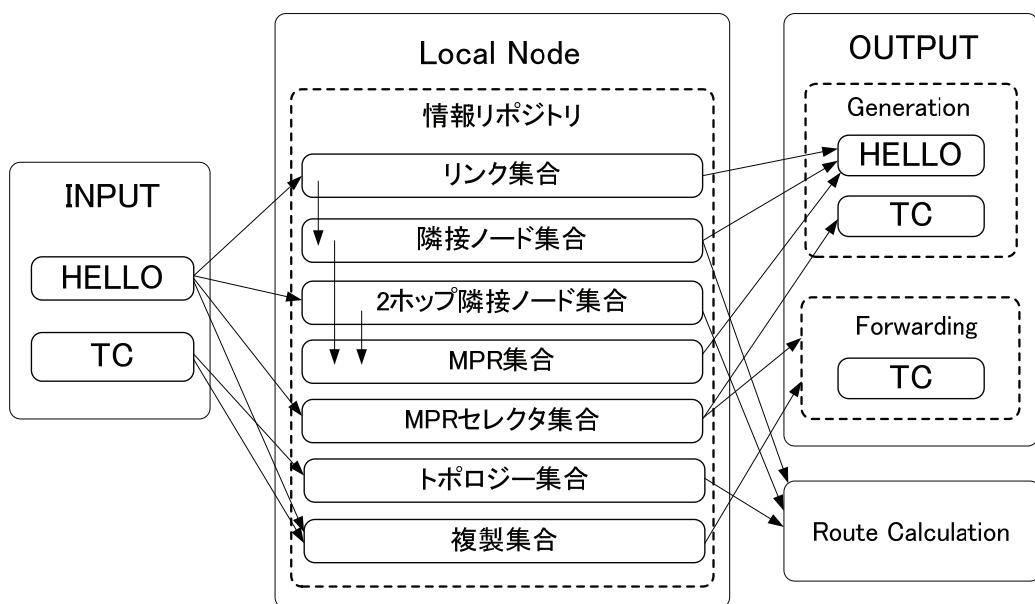 INPUT
HELLO
TC
Local Node
情報リポジトリ
リンク集合
隣接ノード集合
2ホップ隣接ノード集合
MPR集合
MPRセレクタ集合
トポロジー集合
複製集合
OUTPUT
Generation
HELLO
TC
Forwarding
TC
Route Calculation